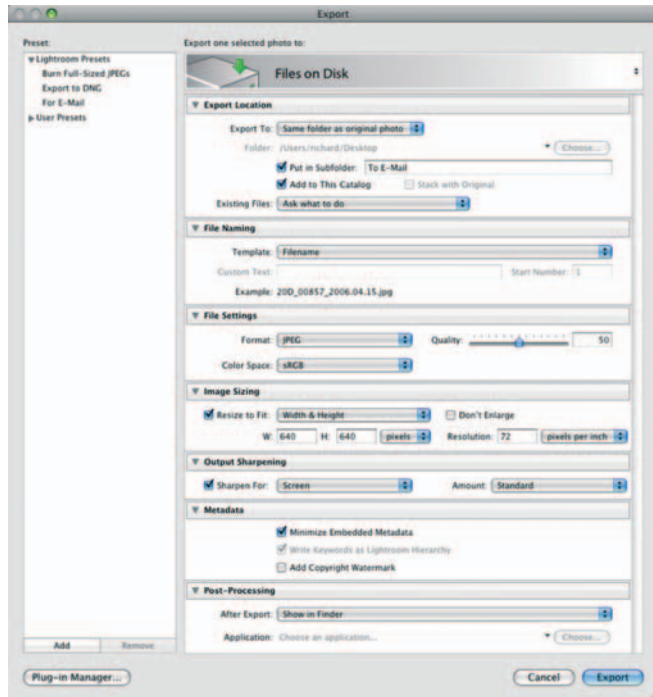 Export
Preset:
Lightroom Presets
Burn Full-Sized JPEGs
Export to DNG
For E-Mail
User Presets
Add Remove
Plug-in Manager...
Export one selected photo to:
Files on Disk
Export Location
Export To: Same folder as original photo
Folder: /Users/richard/Desktop Choose...
Put in Subfolder: To E-Mail
Add to This Catalog Stack with Original
Existing Files: Ask what to do
File Naming
Template: Filename
Custom Text: Start Number: 1
Example: 20D_00857_2006.04.15.jpg
File Settings
Format: JPEG Quality: 50
Color Space: sRGB
Image Sizing
Resize to Fit: Width & Height Don't Enlarge
W: 640 H: 640 pixels Resolution: 72 pixels per inch
Output Sharpening
Sharpen For: Screen Amount: Standard
Metadata
Minimize Embedded Metadata
Write Keywords as Lightroom Hierarchy
Add Copyright Watermark
Post-Processing
After Export: Show in Finder
Application: Choose an application... Choose...
Cancel Export